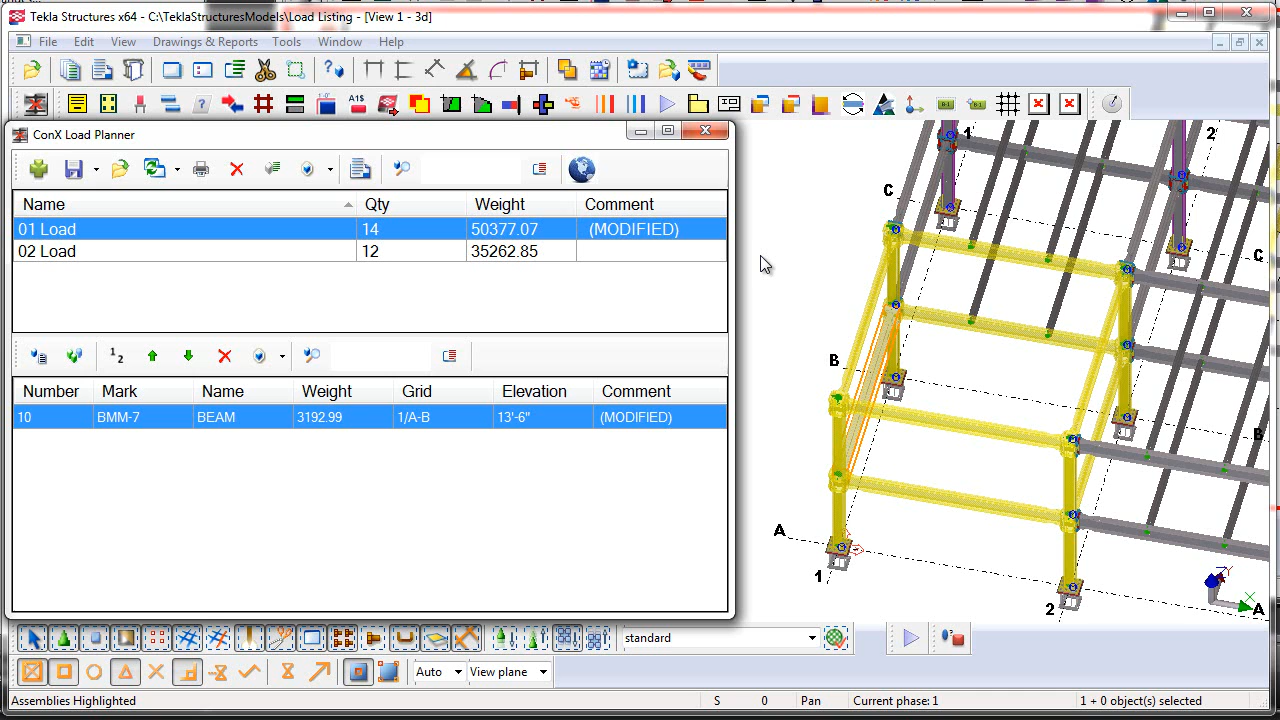 Tekla Structures x64 - C:\TeklaStructuresModels\Load Listing - [View 1 - 3d]
File Edit View Drawings & Reports Tools Window Help
A1$
ConX Load Planner
Name Qty Weight Comment
01 Load 14 50377.07 (MODIFIED)
02 Load 12 35262.85
1 2
Number Mark Name Weight Grid Elevation Comment
10 BMM-7 BEAM 3192.99 1/A-B 13'-6" (MODIFIED)
1
2
C
C
B
B
A
A
1
2
standard
Auto View plane
Assemblies Highlighted S 0 Pan Current phase: 1 1 + 0 object(s) selected